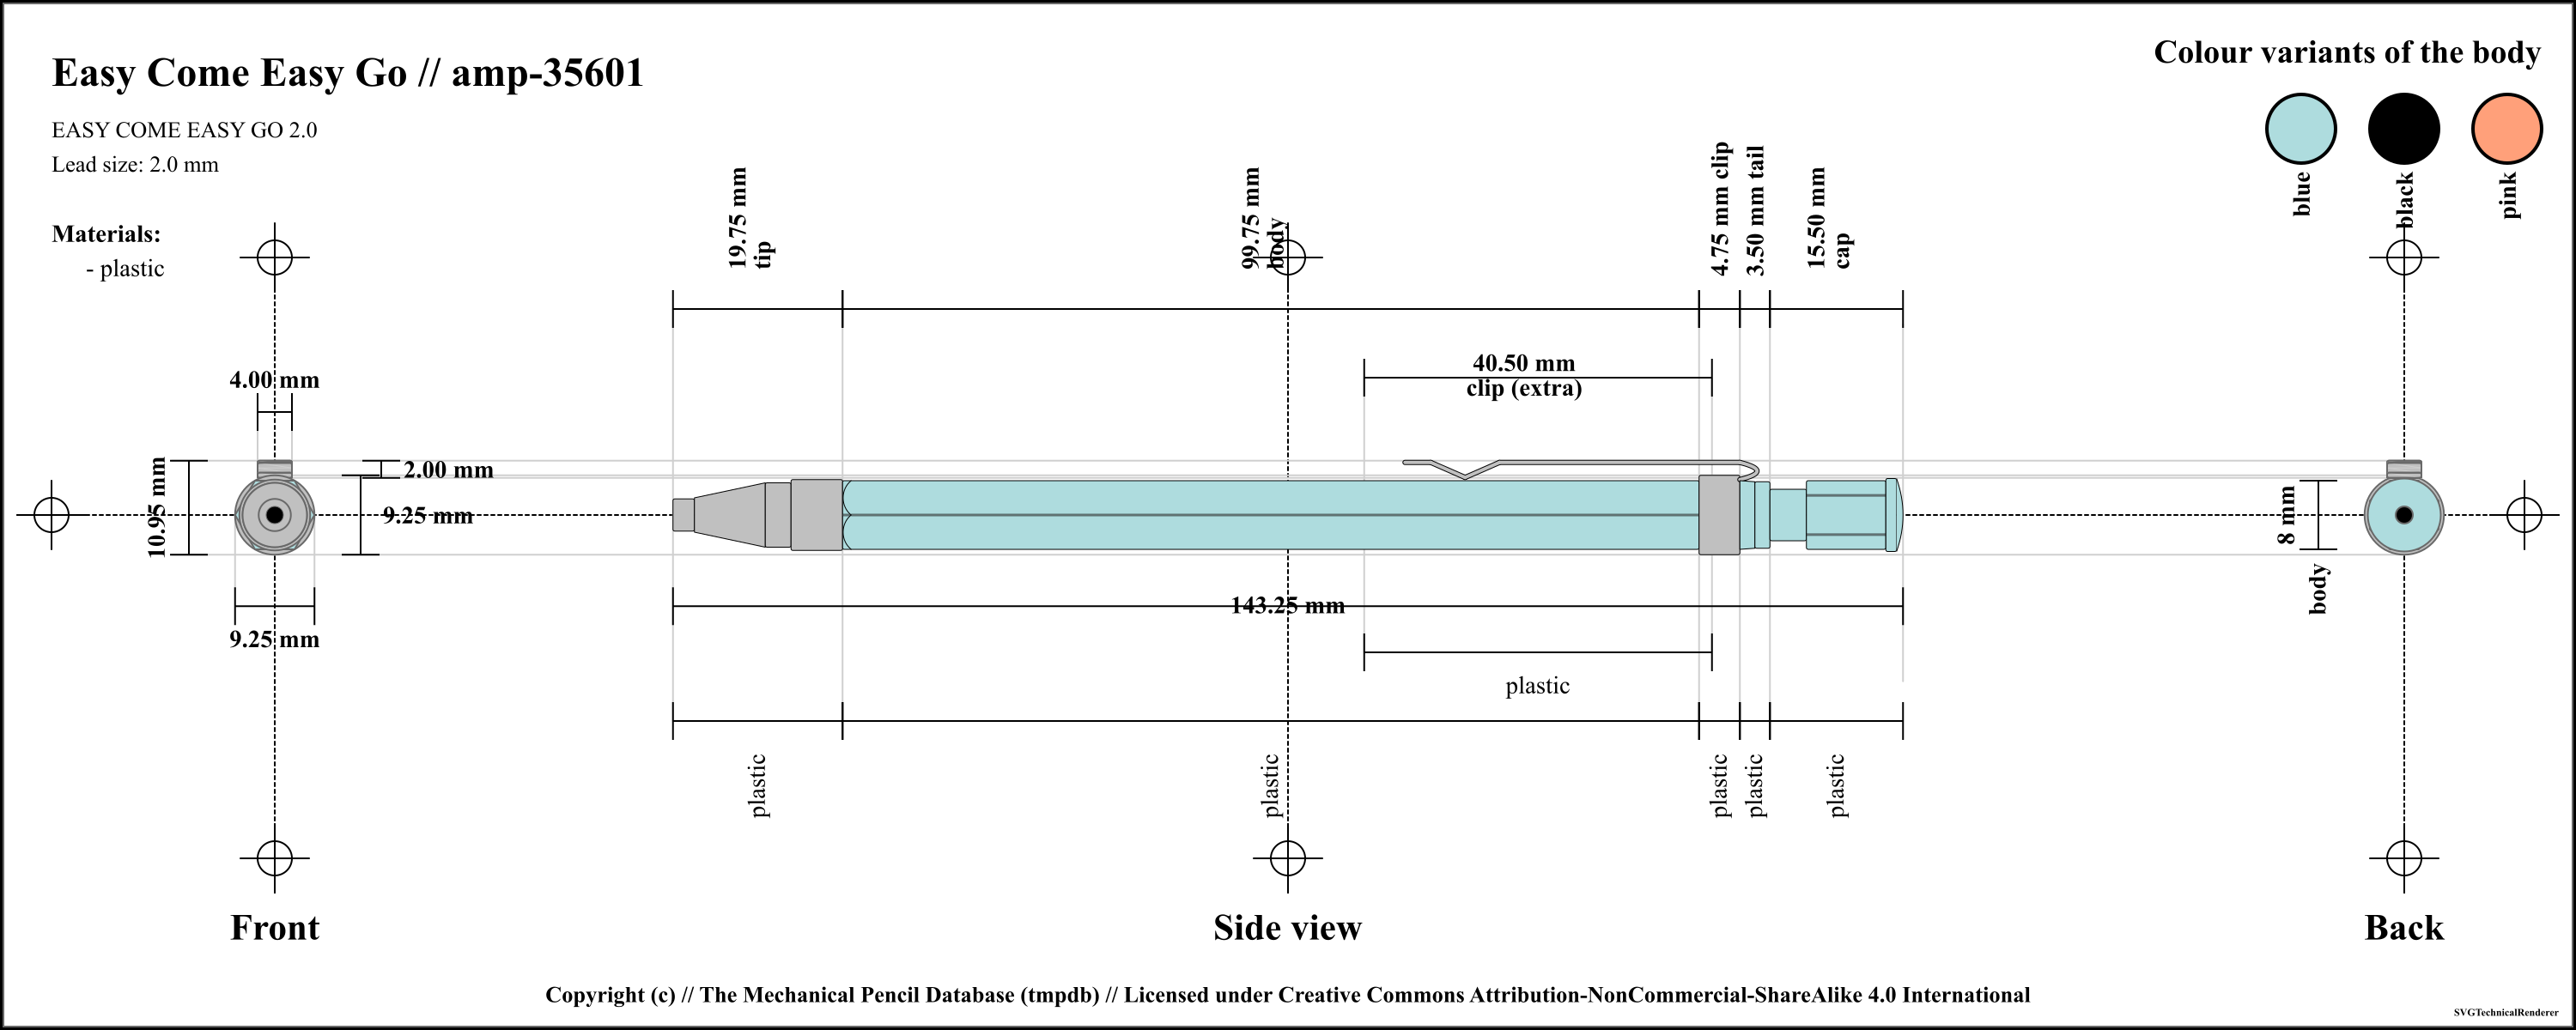 Easy Come Easy Go // amp-35601
EASY COME EASY GO 2.0
Lead size: 2.0 mm
Materials:
- plastic
Colour variants of the body
blue
black
pink
19.75 mm
tip
99.75 mm
body
4.75 mm clip
3.50 mm tail
15.50 mm
cap
40.50 mm
clip (extra)
4.00 mm
2.00 mm
10.95 mm
9.25 mm
9.25 mm
8 mm
body
143.25 mm
plastic
plastic
plastic
plastic
plastic
plastic
Front
Side view
Back
Copyright (c) // The Mechanical Pencil Database (tmpdb) // Licensed under Creative Commons Attribution-NonCommercial-ShareAlike 4.0 International
SVGTechnicalRenderer